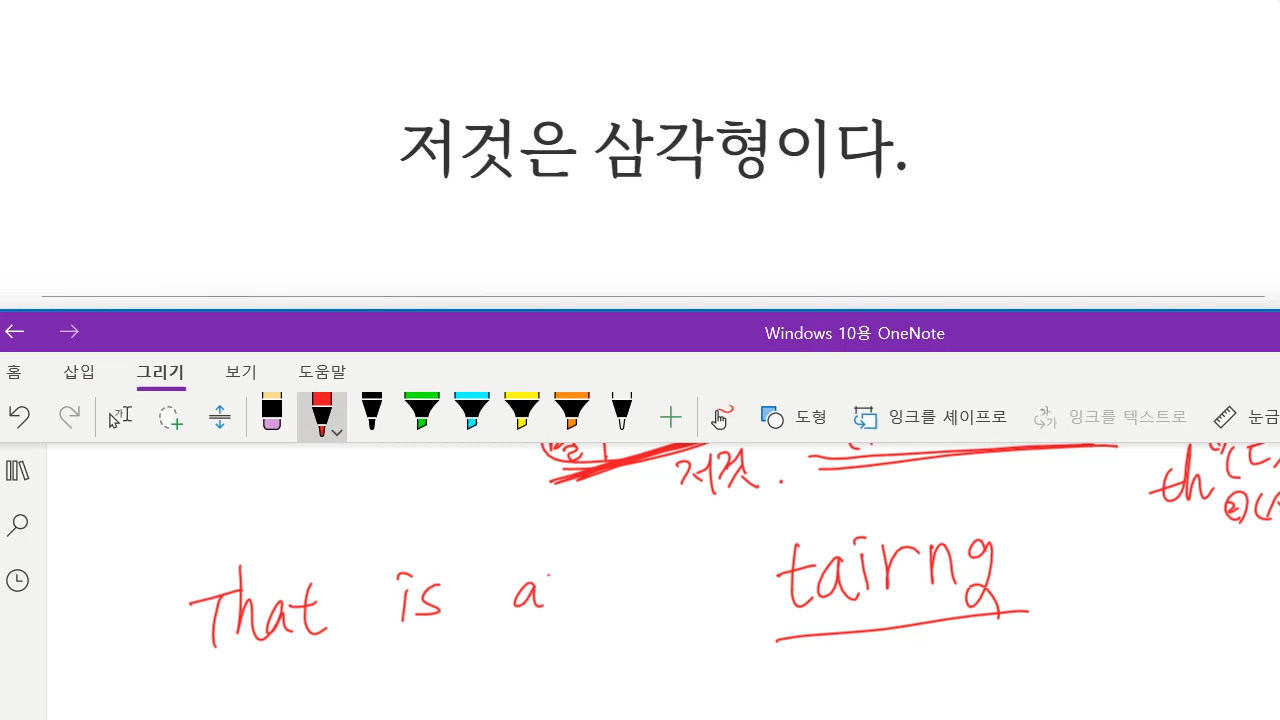 저것은 삼각형이다.
Windows 10용 OneNote
홈 삽입 그리기 보기 도움말
도형 잉크를 셰이프로 잉크를 텍스트로 눈금
저것.
th
That is a tairng